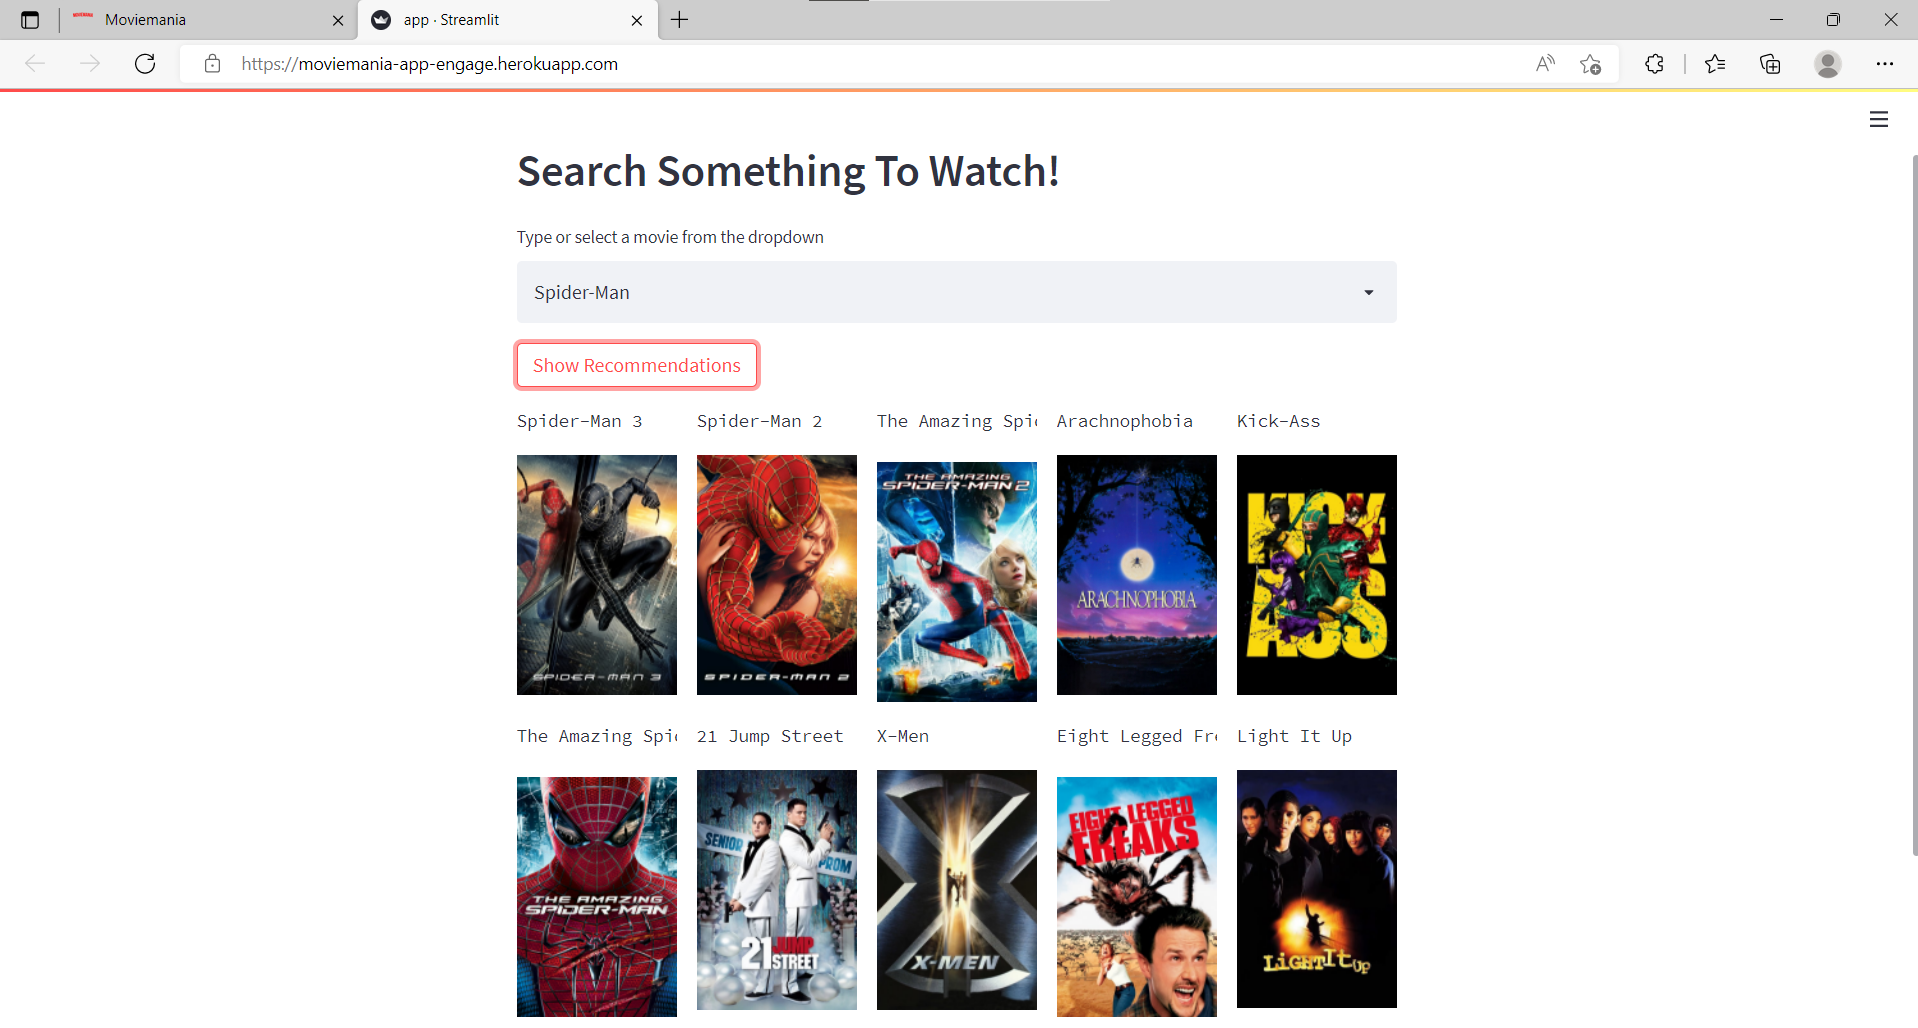 Moviemania
app · Streamlit
https://moviemania-app-engage.herokuapp.com
Search Something To Watch!
Type or select a movie from the dropdown
Spider-Man
Show Recommendations
Spider-Man 3 Spider-Man 2 The Amazing Spi Arachnophobia Kick-Ass
SPIDER-MAN 3
SPIDER-MAN 2
THE AMAZING
SPIDER-MAN 2
ARACHNOPHOBIA
KICK
ASS
The Amazing Spi 21 Jump Street X-Men Eight Legged Fr Light It Up
THE AMAZING
SPIDER-MAN
SENIOR
PROM
21 JUMP
STREET
X-MEN
EIGHT LEGGED
FREAKS
LIGHT IT UP